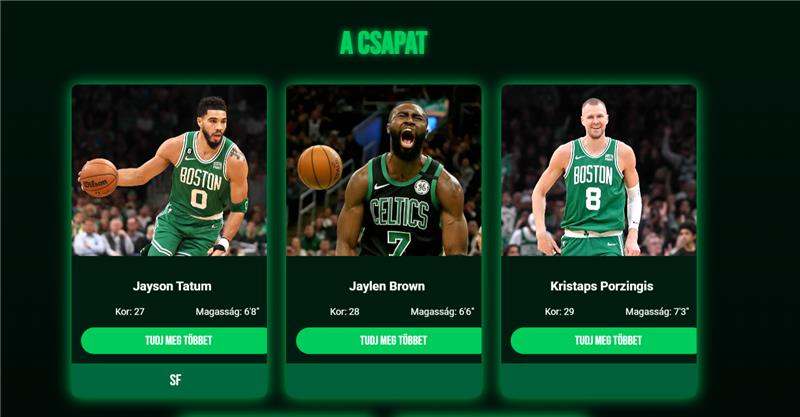 A CSAPAT
Wilson
BOSTON
0
CELTICS
7
BOSTON
8
Jayson Tatum
Jaylen Brown
Kristaps Porzingis
Kor: 27
Magasság: 6'8"
Kor: 28
Magasság: 6'6"
Kor: 29
Magasság: 7'3"
TUDJ MEG TÖBBET
TUDJ MEG TÖBBET
TUDJ MEG TÖBBET
SF